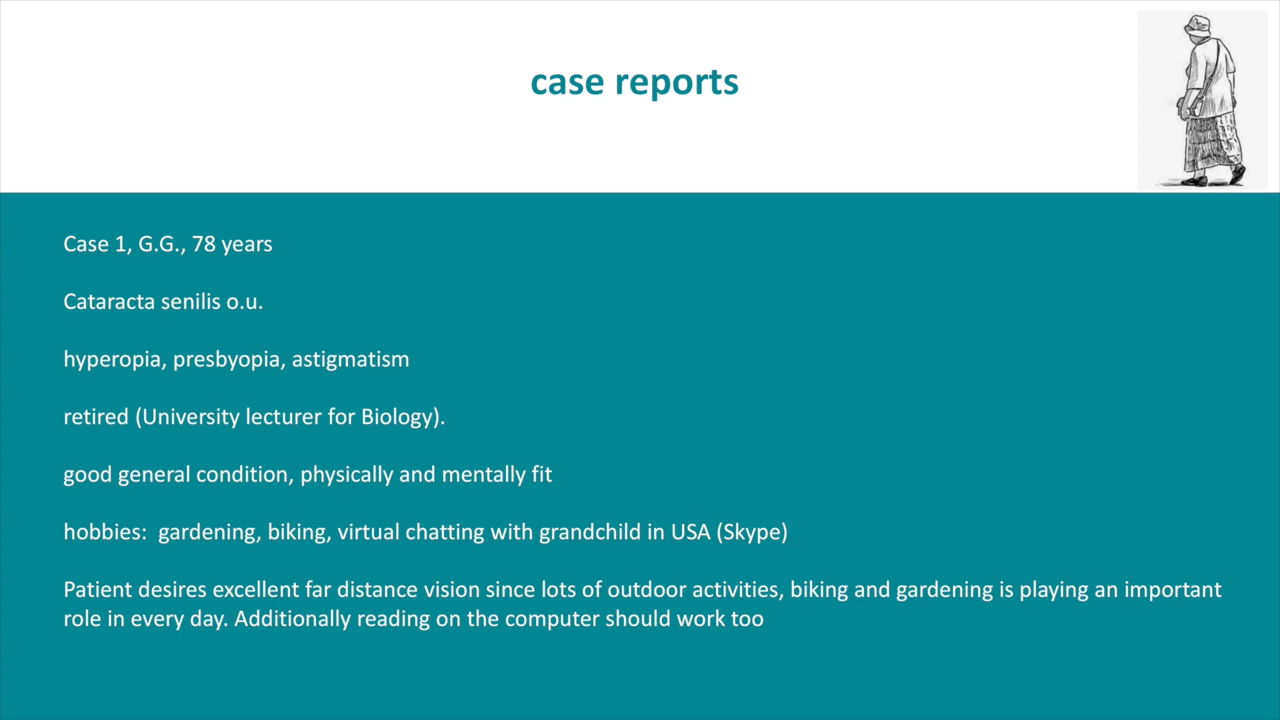 case reports
Case 1, G.G., 78 years
Cataracta senilis o.u.
hyperopia, presbyopia, astigmatism
retired (University lecturer for Biology).
good general condition, physically and mentally fit
hobbies:  gardening, biking, virtual chatting with grandchild in USA (Skype)
Patient desires excellent far distance vision since lots of outdoor activities, biking and gardening is playing an important
role in every day. Additionally reading on the computer should work too